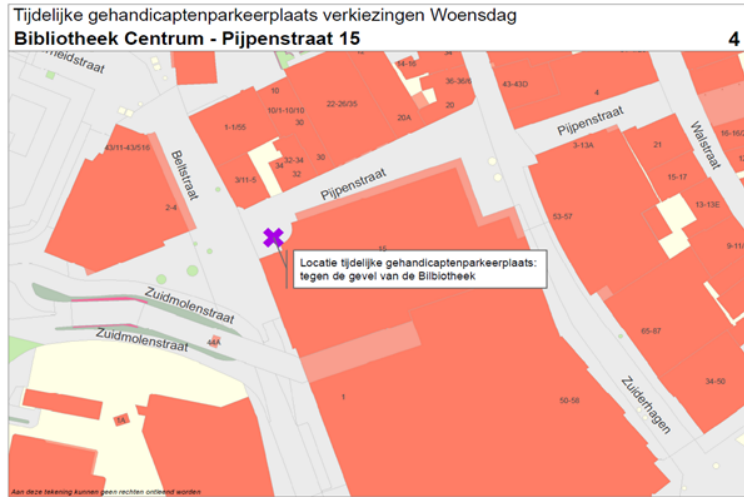 Tijdelijke gehandicaptenparkeerplaats verkiezingen Woensdag
Bibliotheek Centrum - Pijpenstraat 15
4
14-16
36-36/6
43-43D
4
10
10/1-10/10
22-26/35
30
20
20A
1-1/55
Pijpenstraat
Walstraat
3-13A
21
43/11-43/516
Beltstraat
3/11-5
34
32-34
32
30
15-17
13-13E
2-4
Pijpenstraat
53-57
15
Locatie tijdelijke gehandicaptenparkeerplaats:
tegen de gevel van de Bilbiotheek
Zuidmolenstraat
Zuidmolenstraat
44A
65-67
34-50
Zuiderhagen
1
50-58
14
Aan deze tekening kunnen geen rechten ontleend worden